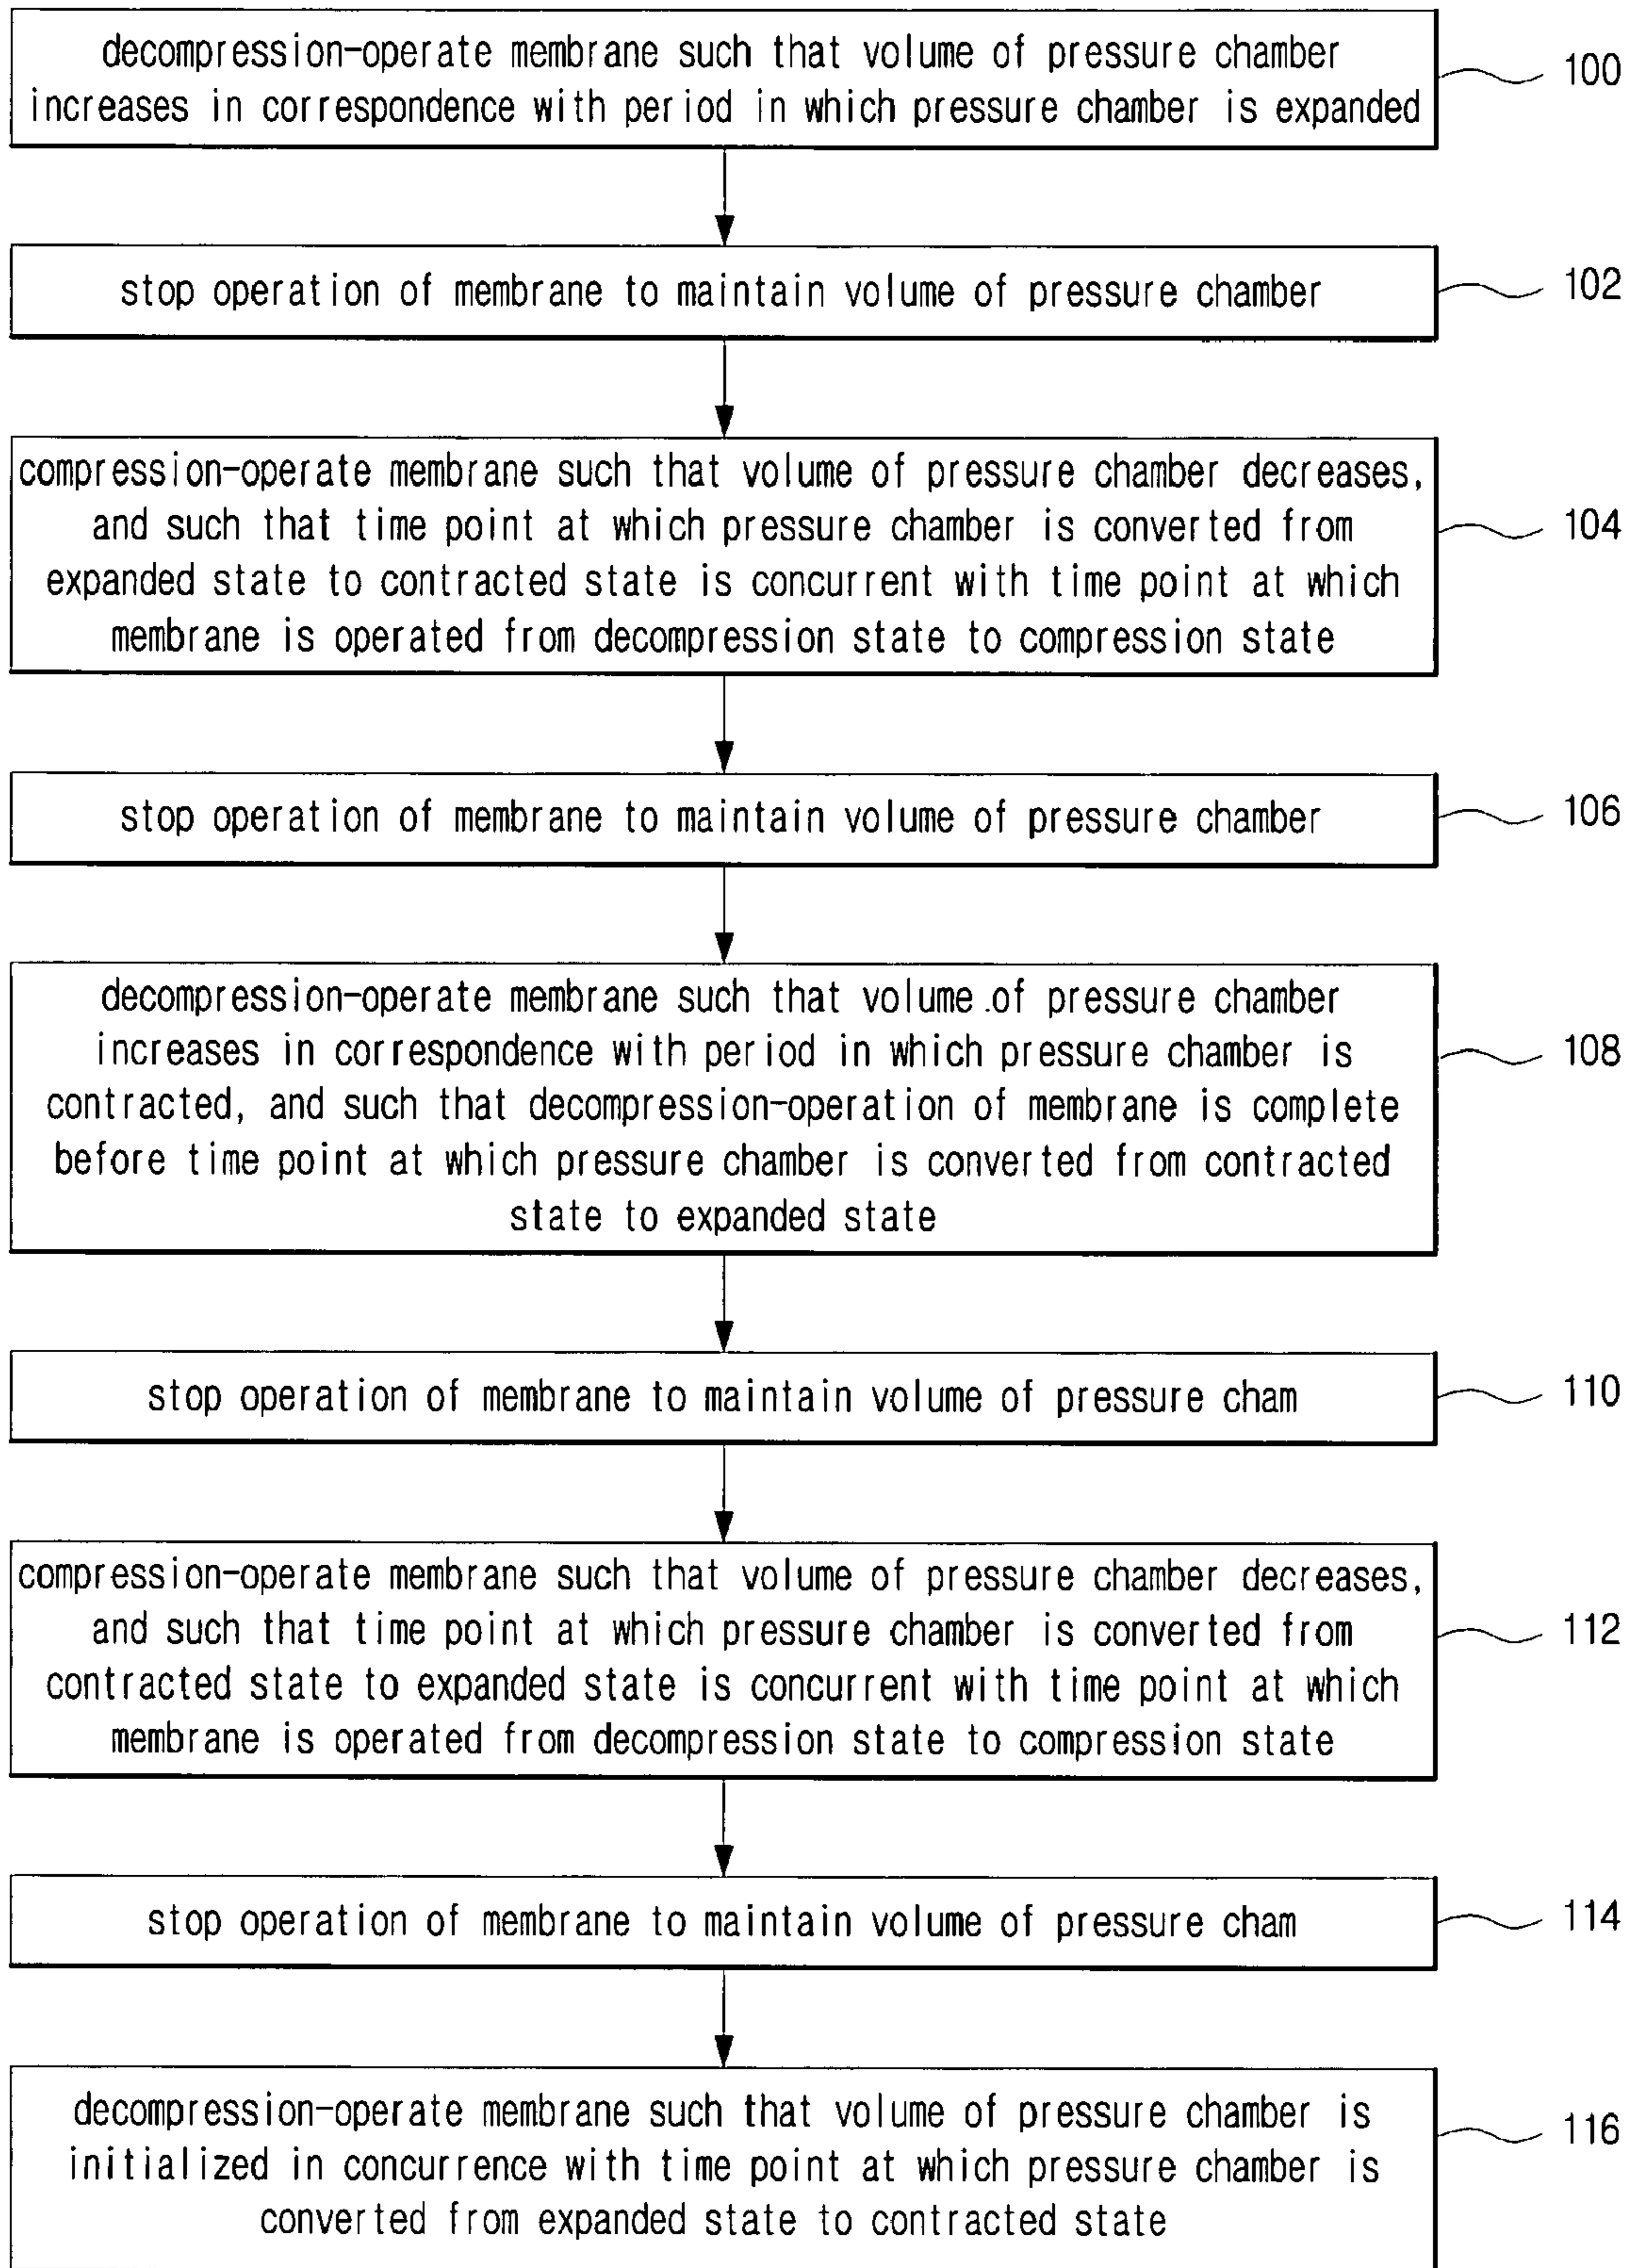 decompression-operate membrane such that volume of pressure chamber
increases in correspondence with period in which pressure chamber is expanded
100
stop operation of membrane to maintain volume of pressure chamber
102
compression-operate membrane such that volume of pressure chamber decreases,
and such that time point at which pressure chamber is converted from
expanded state to contracted state is concurrent with time point at which
membrane is operated from decompression state to compression state
104
stop operation of membrane to maintain volume of pressure chamber
106
decompression-operate membrane such that volume of pressure chamber
increases in correspondence with period in which pressure chamber is
contracted, and such that decompression-operation of membrane is complete
before time point at which pressure chamber is converted from contracted
state to expanded state
108
stop operation of membrane to maintain volume of pressure cham
110
compression-operate membrane such that volume of pressure chamber decreases,
and such that time point at which pressure chamber is converted from
contracted state to expanded state is concurrent with time point at which
membrane is operated from decompression state to compression state
112
stop operation of membrane to maintain volume of pressure cham
114
decompression-operate membrane such that volume of pressure chamber is
initialized in concurrence with time point at which pressure chamber is
converted from expanded state to contracted state
116